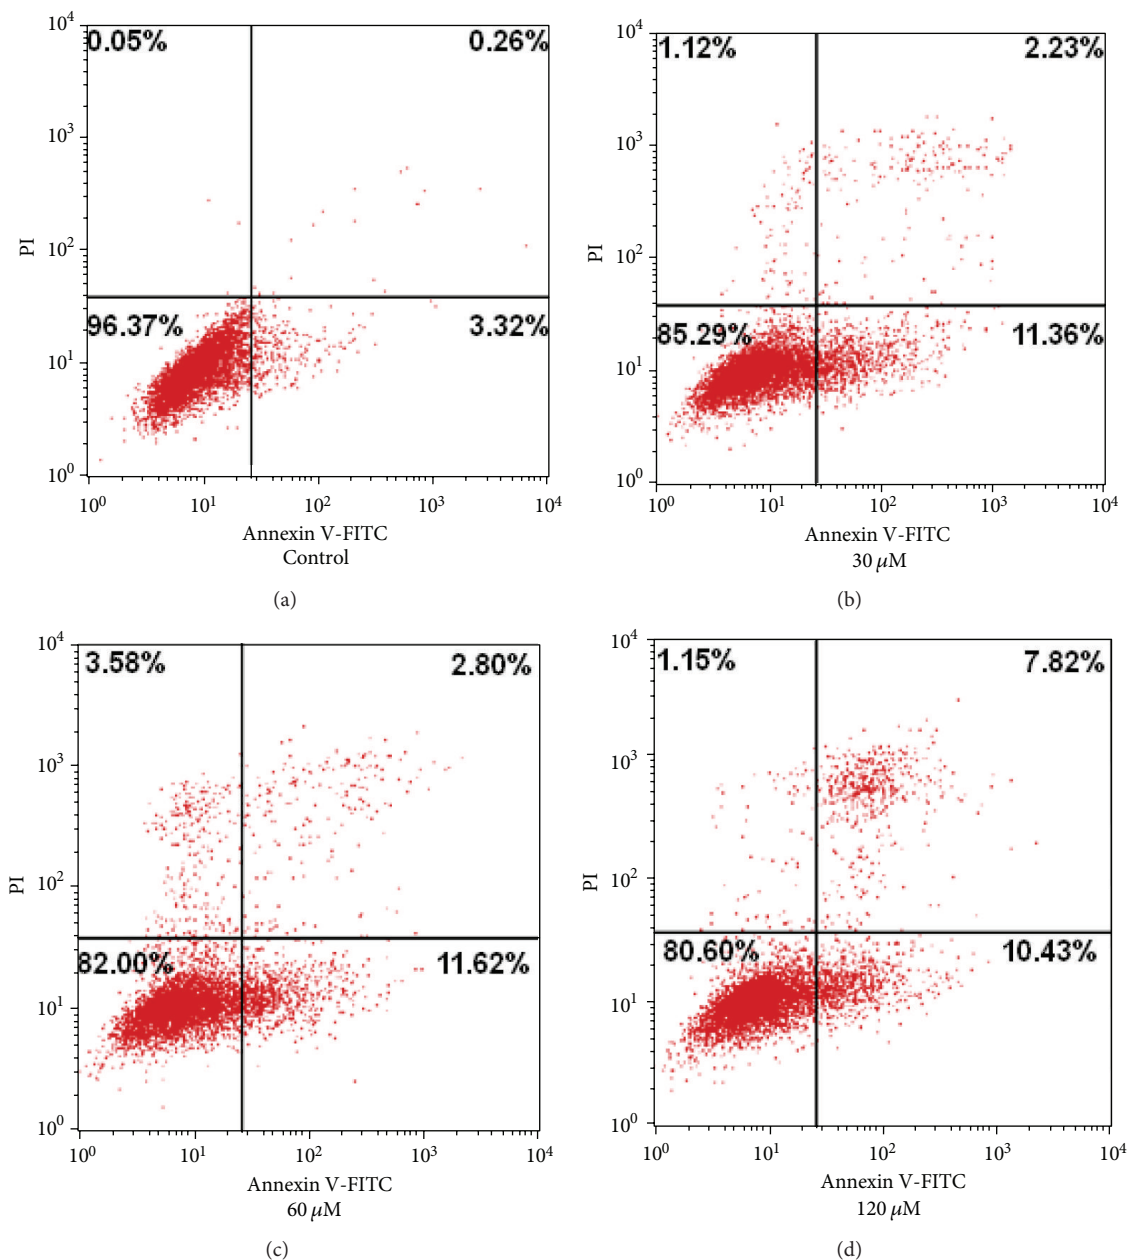 10⁴
0.05% 0.26%
10³
PI
10²
96.37% 3.32%
10¹
10⁰
10⁰ 10¹ 10² 10³ 10⁴
Annexin V-FITC
Control
(a)
10⁴
1.12% 2.23%
10³
PI
10²
85.29% 11.36%
10¹
10⁰
10⁰ 10¹ 10² 10³ 10⁴
Annexin V-FITC
30 μM
(b)
10⁴
3.58% 2.80%
10³
PI
10²
82.00% 11.62%
10¹
10⁰
10⁰ 10¹ 10² 10³ 10⁴
Annexin V-FITC
60 μM
(c)
10⁴
1.15% 7.82%
10³
PI
10²
80.60% 10.43%
10¹
10⁰
10⁰ 10¹ 10² 10³ 10⁴
Annexin V-FITC
120 μM
(d)